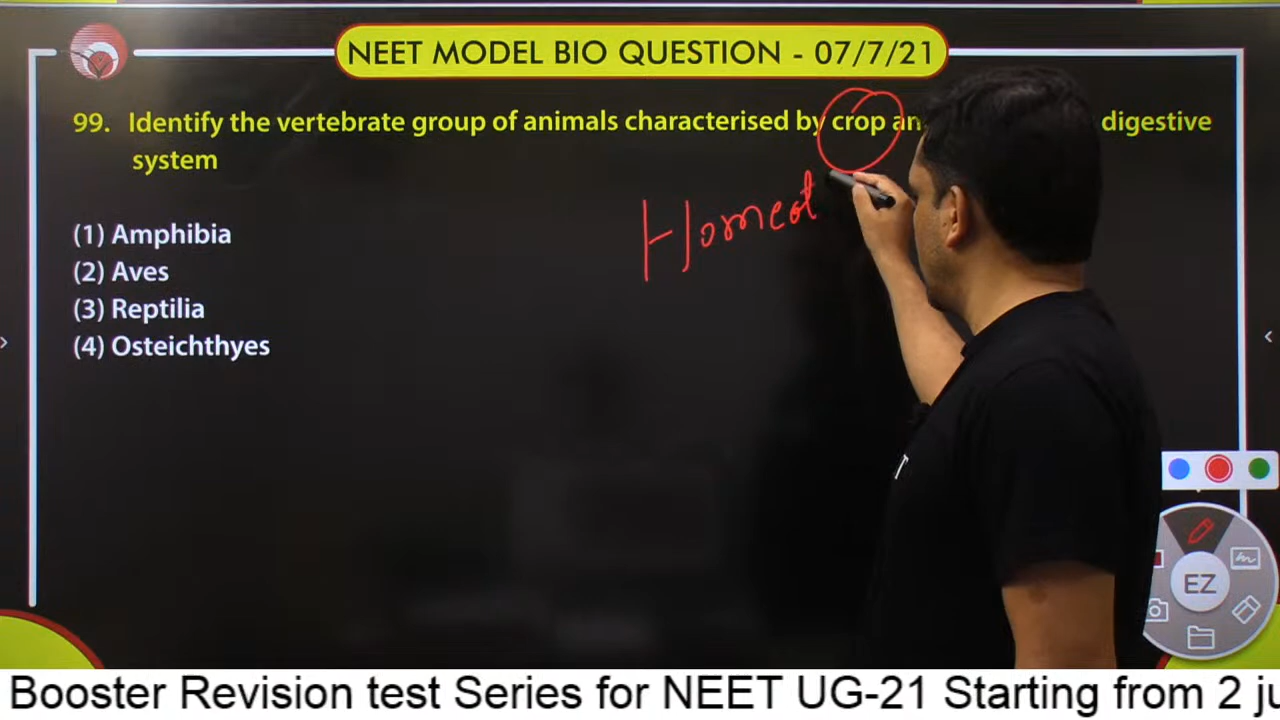 NEET MODEL BIO QUESTION - 07/7/21
99. Identify the vertebrate group of animals characterised by crop an digestive
system
Homeot
(1) Amphibia
(2) Aves
(3) Reptilia
(4) Osteichthyes
EZ
Booster Revision test Series for NEET UG-21 Starting from 2 ju